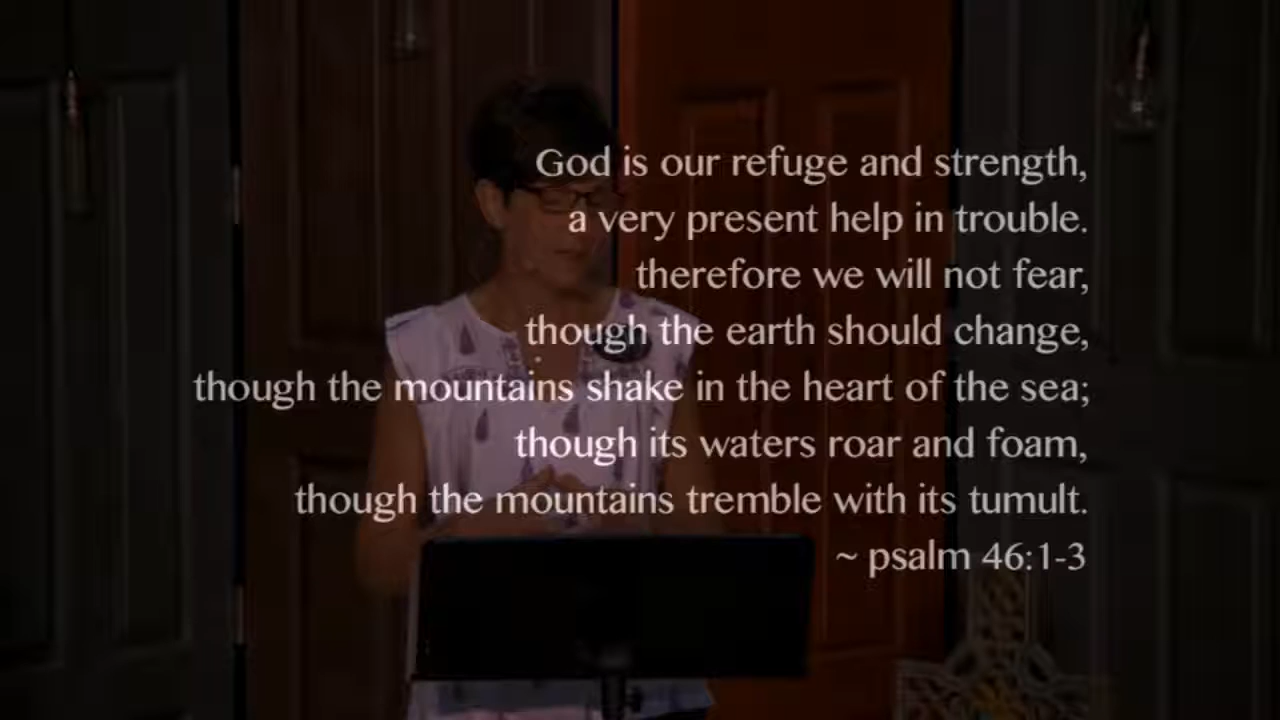 God is our refuge and strength,
a very present help in trouble.
therefore we will not fear,
though the earth should change,
though the mountains shake in the heart of the sea;
though its waters roar and foam,
though the mountains tremble with its tumult.
~ psalm 46:1-3